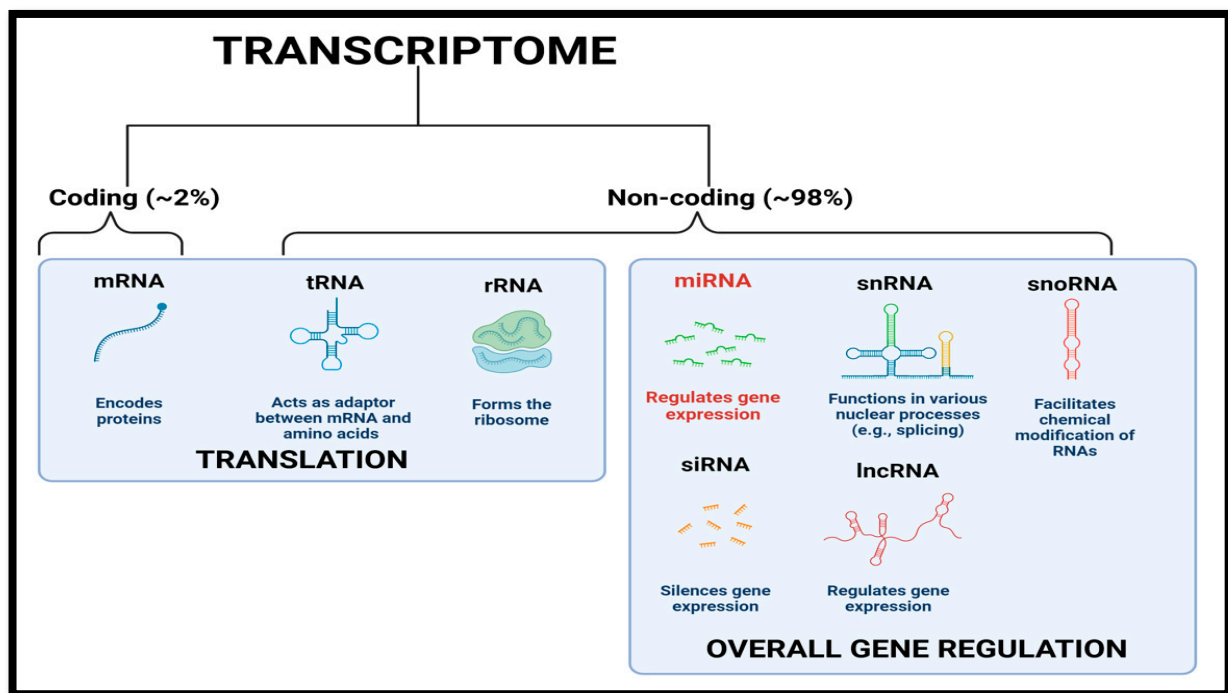 TRANSCRIPTOME
Coding (~2%)
Non-coding (~98%)
mRNA
Encodes
proteins
tRNA
Acts as adaptor
between mRNA and
amino acids
rRNA
Forms the
ribosome
TRANSLATION
miRNA
Regulates gene
expression
snRNA
Functions in various
nuclear processes
(e.g., splicing)
snoRNA
Facilitates
chemical
modification of
RNAs
siRNA
Silences gene
expression
lncRNA
Regulates gene
expression
OVERALL GENE REGULATION